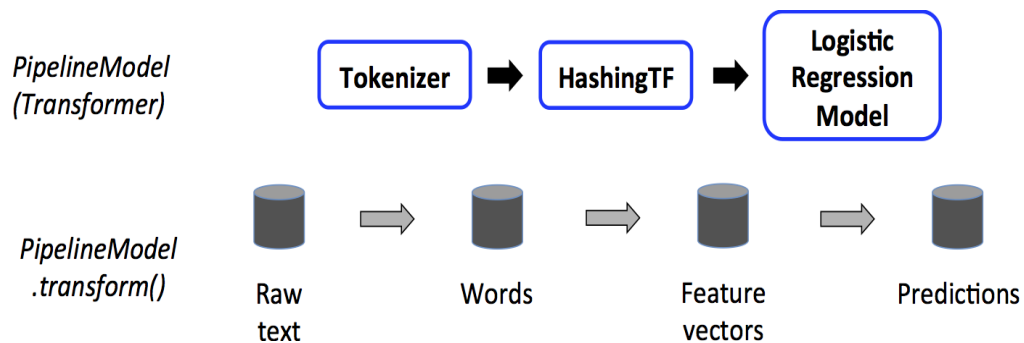 PipelineModel
(Transformer)
Tokenizer
HashingTF
Logistic
Regression
Model
PipelineModel
.transform()
Raw
text
Words
Feature
vectors
Predictions